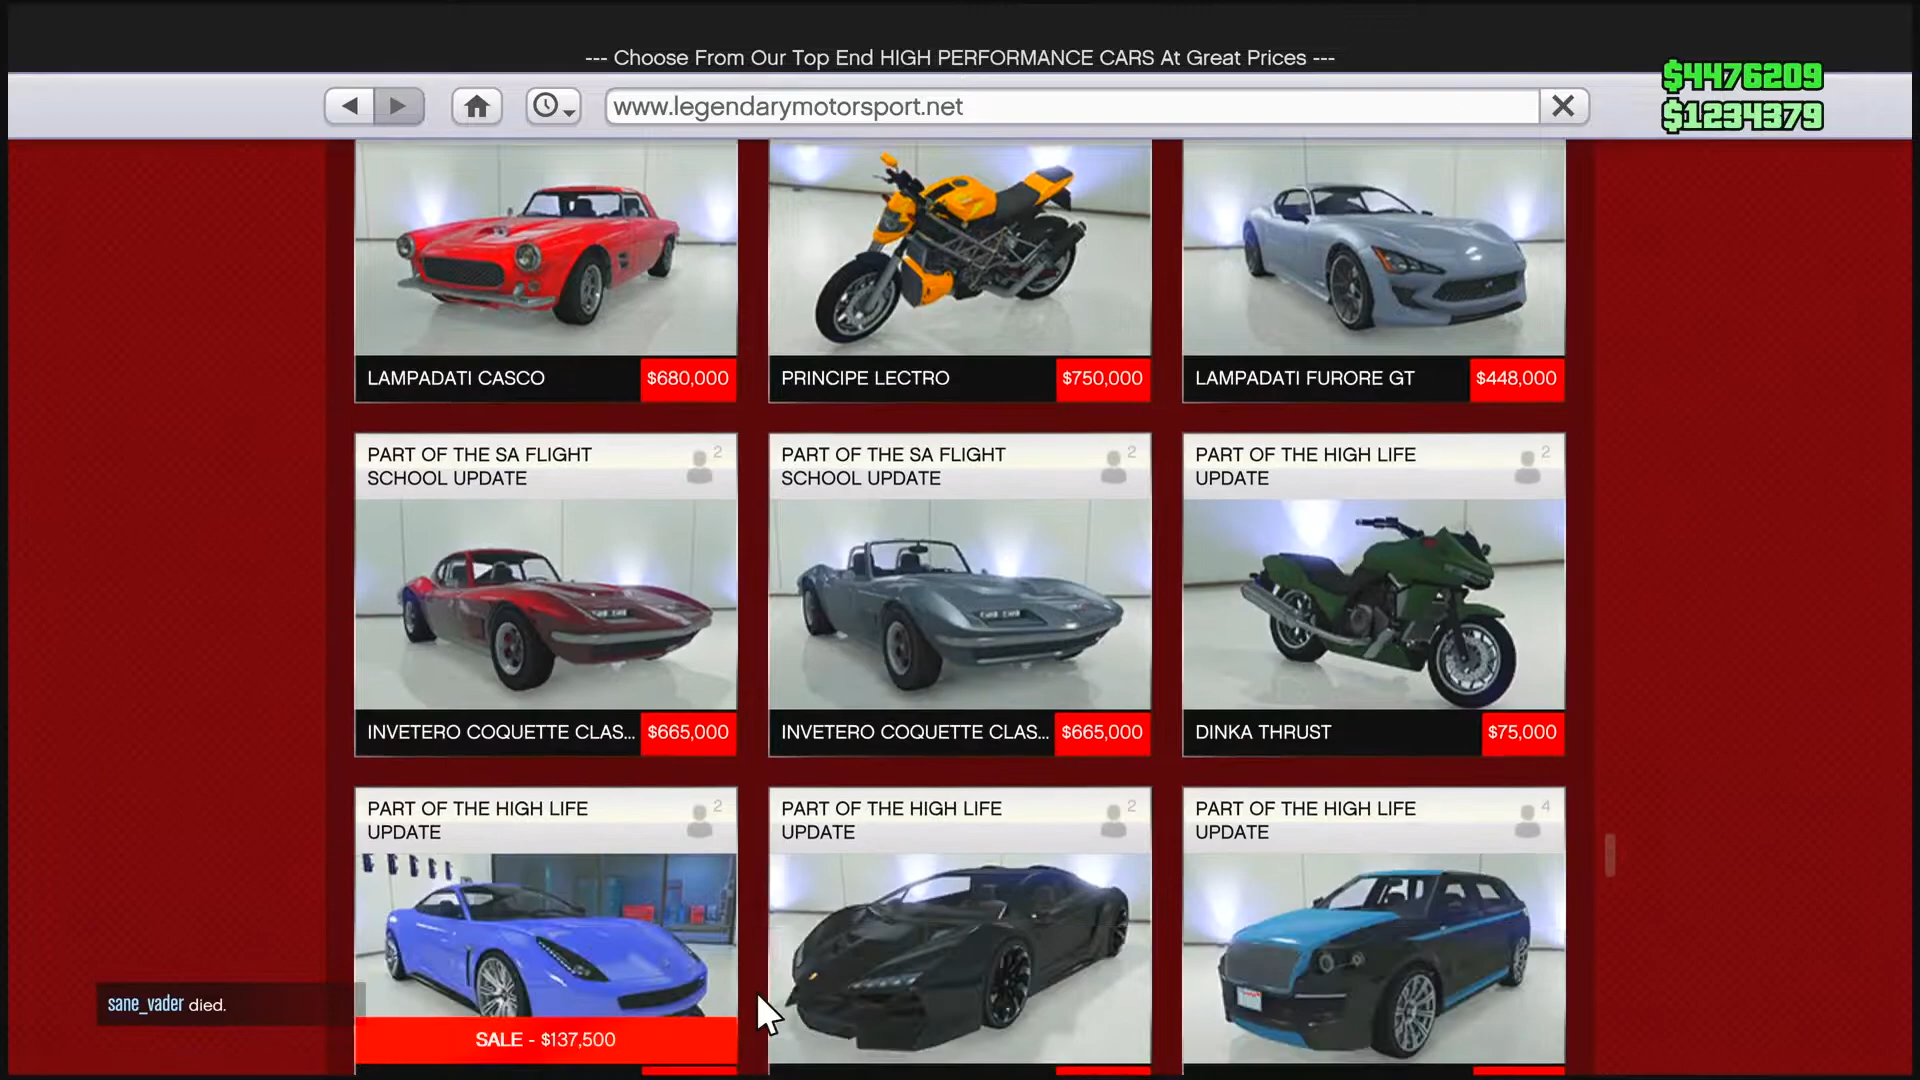 --- Choose From Our Top End HIGH PERFORMANCE CARS At Great Prices ---
www.legendarymotorsport.net
$4476209
$1234379
LAMPADATI CASCO $680,000
PRINCIPE LECTRO $750,000
LAMPADATI FURORE GT $448,000
PART OF THE SA FLIGHT
SCHOOL UPDATE
2
PART OF THE SA FLIGHT
SCHOOL UPDATE
2
PART OF THE HIGH LIFE
UPDATE
2
INVETERO COQUETTE CLAS... $665,000
INVETERO COQUETTE CLAS... $665,000
DINKA THRUST $75,000
PART OF THE HIGH LIFE
UPDATE
2
PART OF THE HIGH LIFE
UPDATE
2
PART OF THE HIGH LIFE
UPDATE
4
SALE - $137,500
sane_vader died.